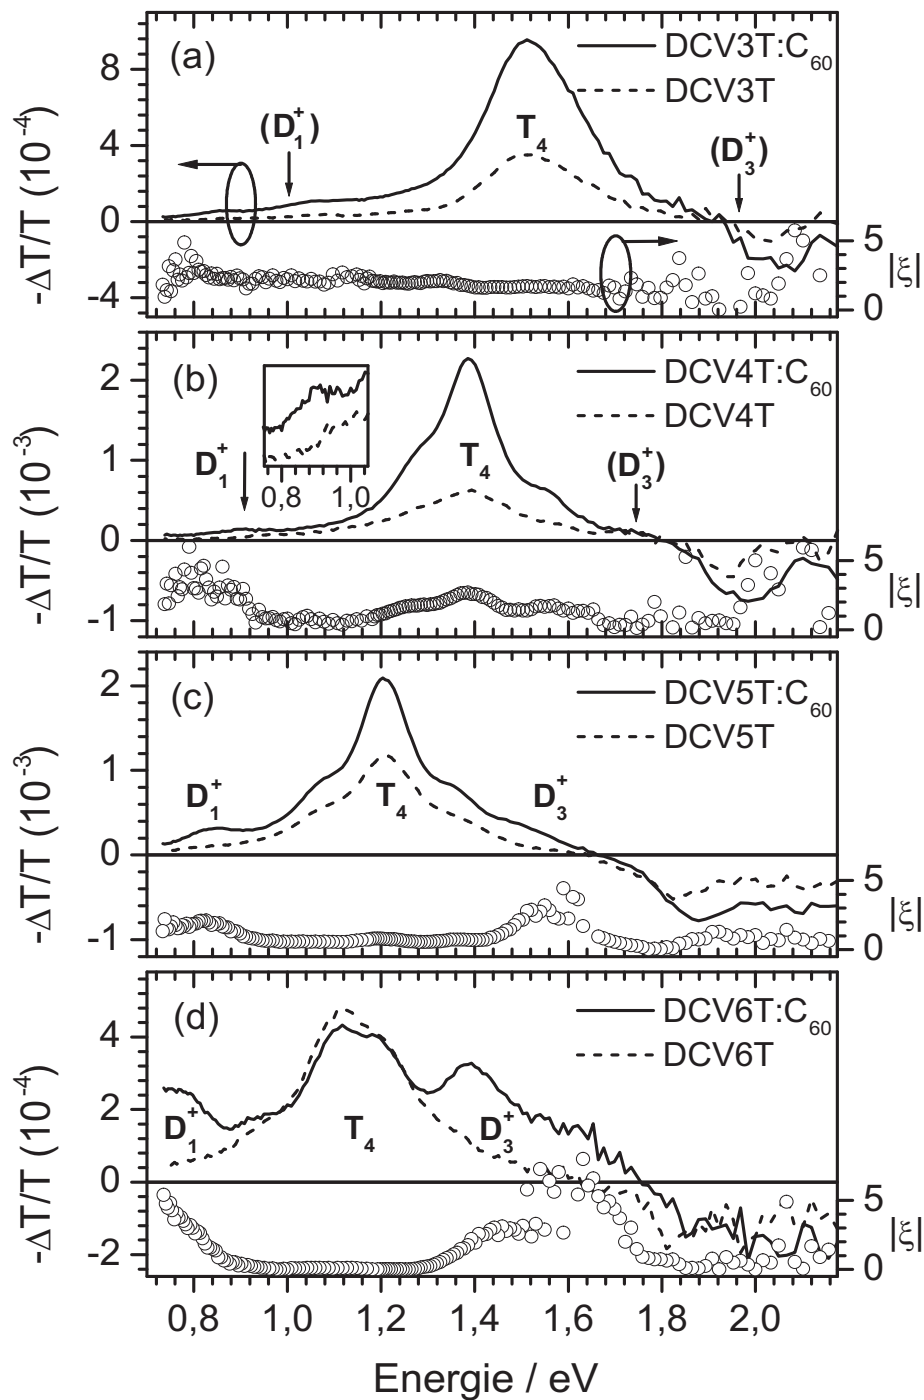 (a)
DCV3T:C₆₀
DCV3T
8
4
0
-4
-ΔT/T (10⁻⁴)
(D₁⁺)
T₄
(D₃⁺)
5
0
|ξ|
(b)
DCV4T:C₆₀
DCV4T
2
1
0
-1
-ΔT/T (10⁻³)
D₁⁺
0,8 1,0
T₄
(D₃⁺)
5
0
|ξ|
(c)
DCV5T:C₆₀
DCV5T
2
1
0
-1
-ΔT/T (10⁻³)
D₁⁺
T₄
D₃⁺
5
0
|ξ|
(d)
DCV6T:C₆₀
DCV6T
4
2
0
-2
-ΔT/T (10⁻⁴)
D₁⁺
T₄
D₃⁺
5
0
|ξ|
0,8 1,0 1,2 1,4 1,6 1,8 2,0
Energie / eV